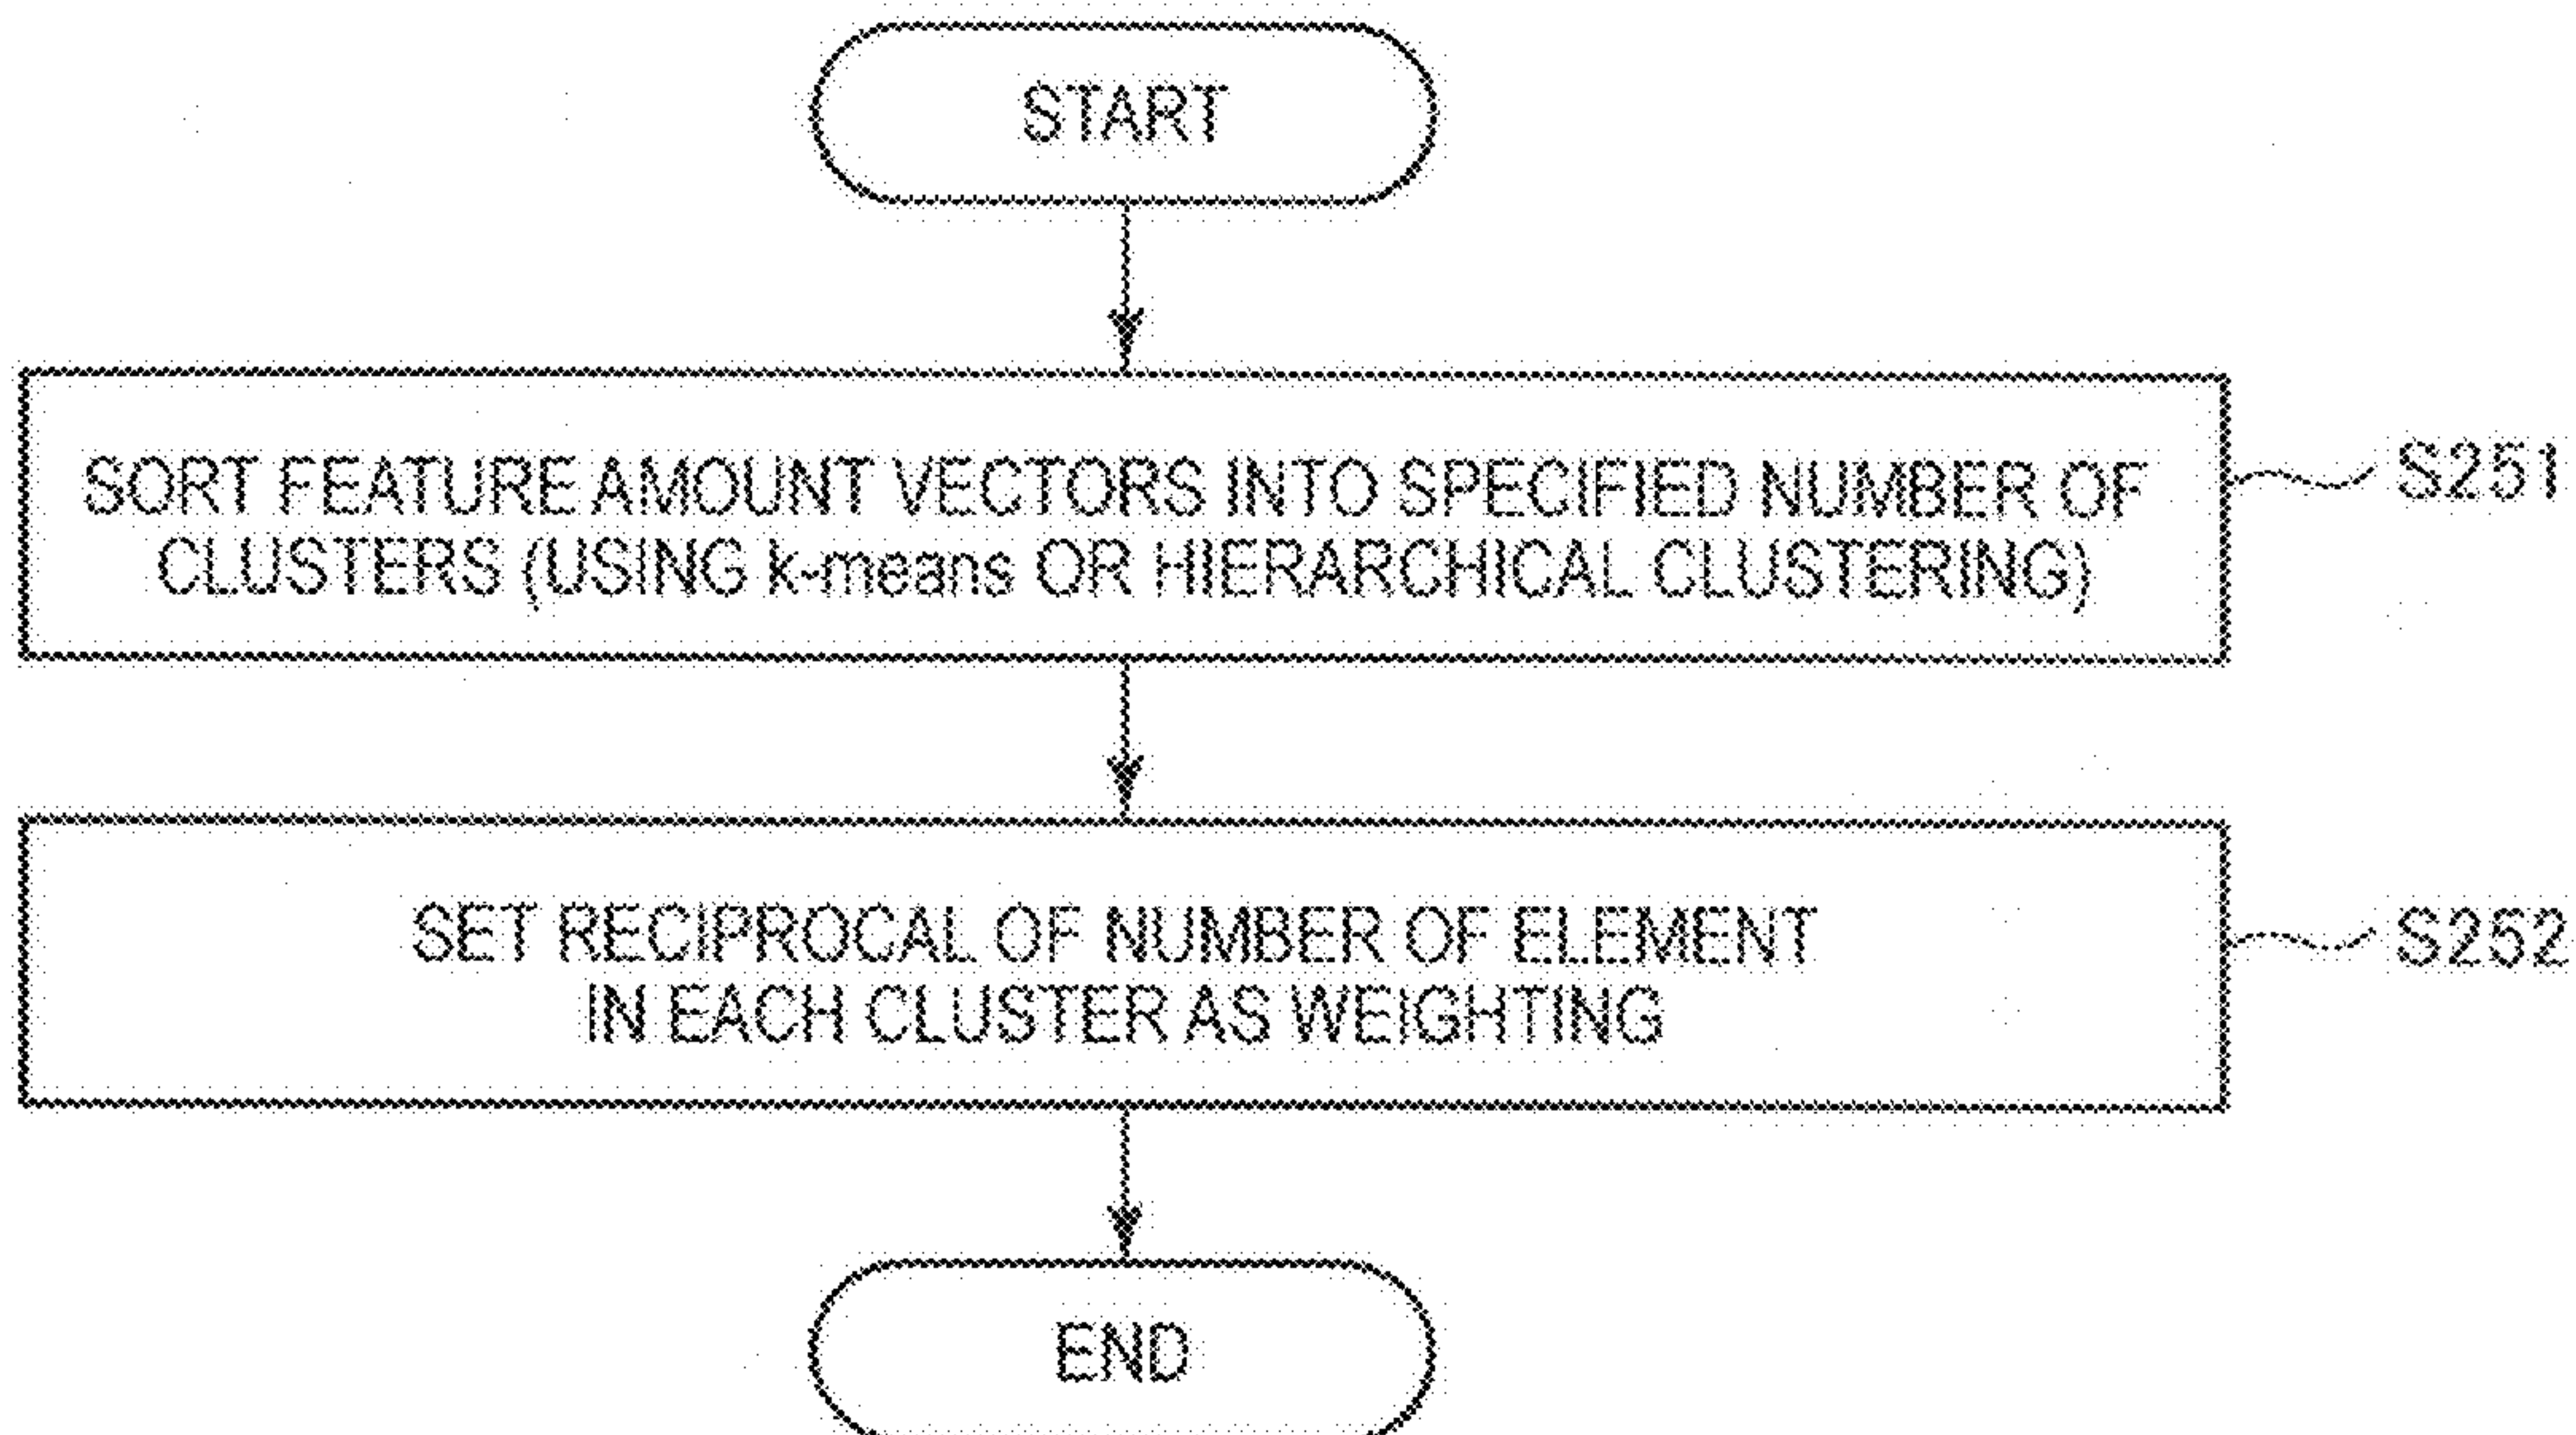 START
SORT FEATURE AMOUNT VECTORS INTO SPECIFIED NUMBER OF
CLUSTERS (USING k-means OR HIERARCHICAL CLUSTERING)
S251
SET RECIPROCAL OF NUMBER OF ELEMENT
IN EACH CLUSTER AS WEIGHTING
S252
END